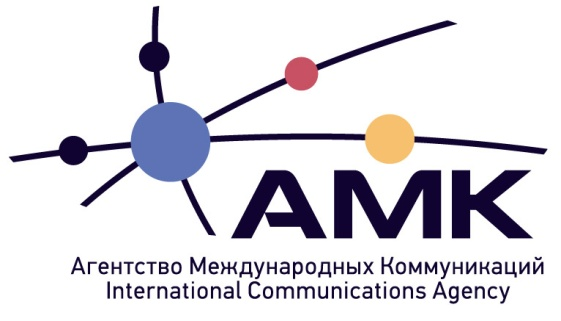 АМК
Агентство Международных Коммуникаций
International Communications Agency